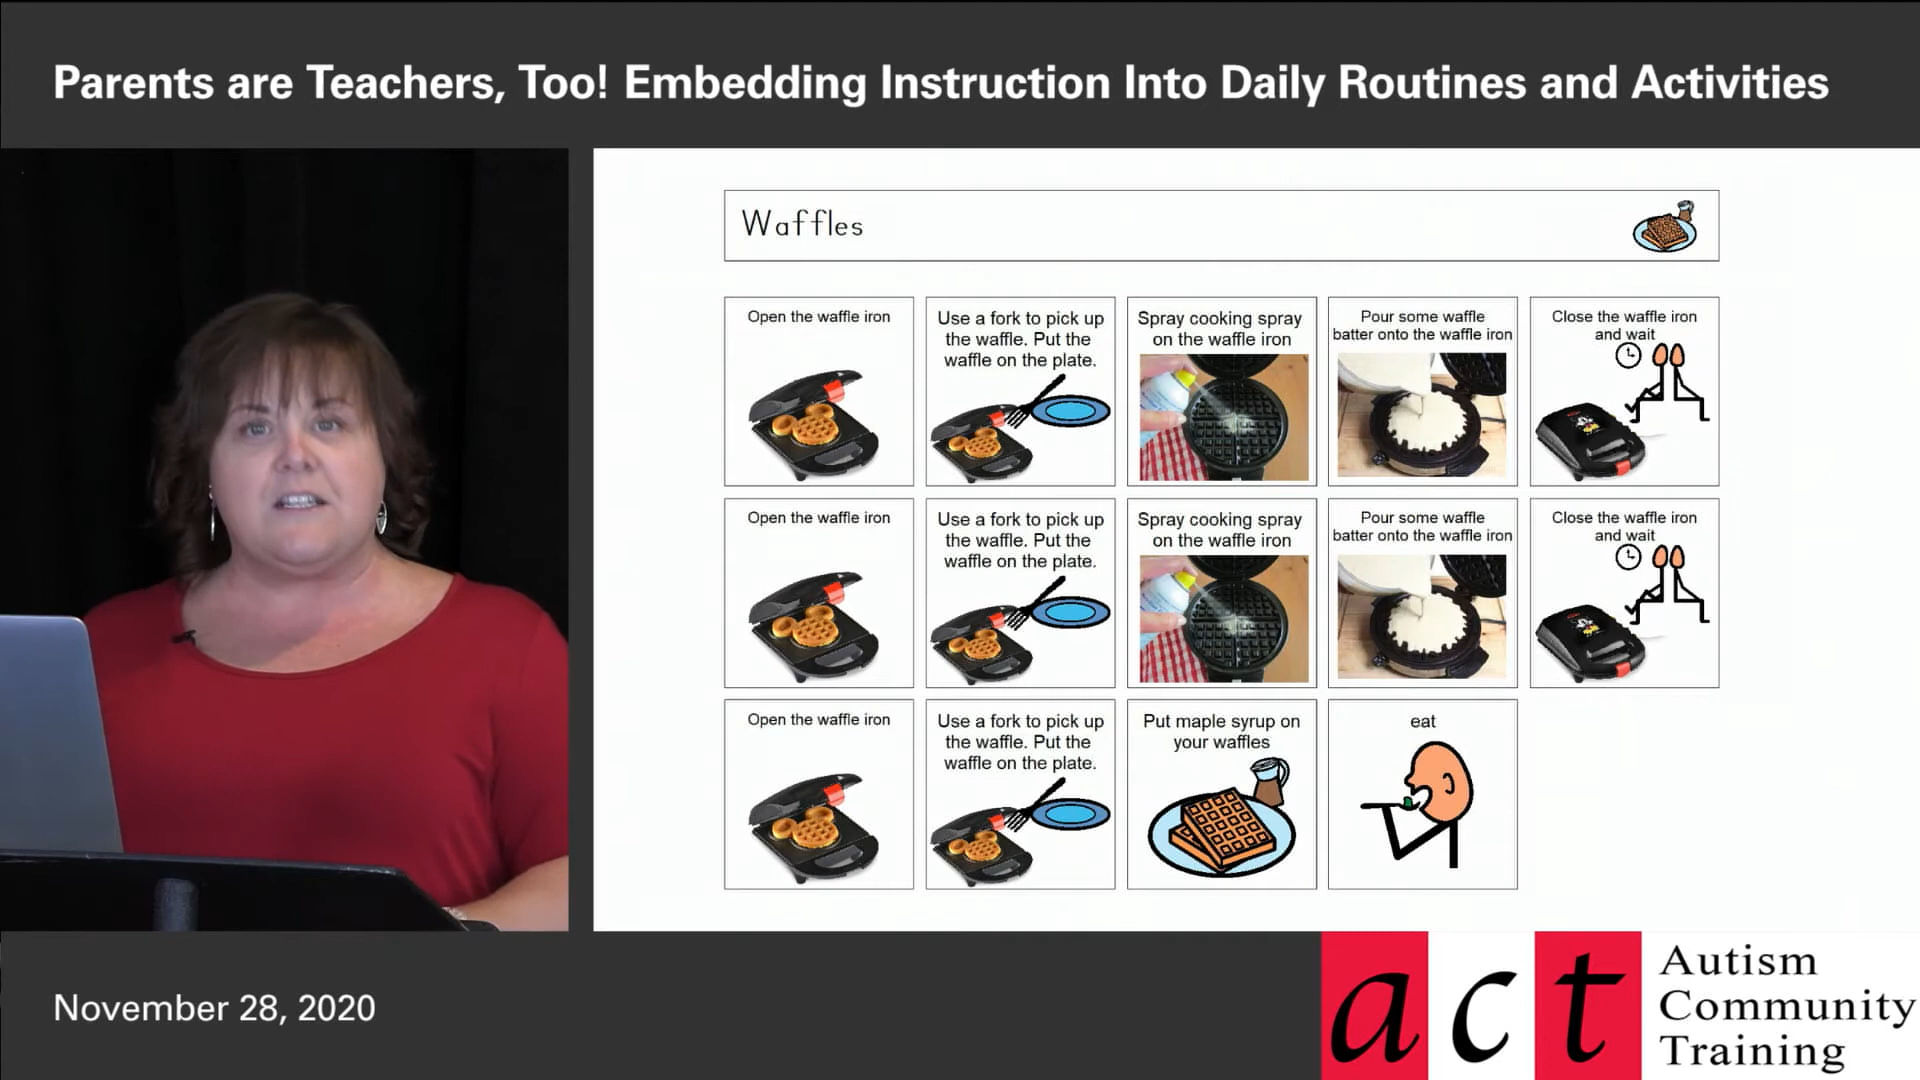 Parents are Teachers, Too! Embedding Instruction Into Daily Routines and Activities
Waffles
Open the waffle iron
Use a fork to pick up
the waffle. Put the
waffle on the plate.
Spray cooking spray
on the waffle iron
Pour some waffle
batter onto the waffle iron
Close the waffle iron
and wait
Open the waffle iron
Use a fork to pick up
the waffle. Put the
waffle on the plate.
Spray cooking spray
on the waffle iron
Pour some waffle
batter onto the waffle iron
Close the waffle iron
and wait
Open the waffle iron
Use a fork to pick up
the waffle. Put the
waffle on the plate.
Put maple syrup on
your waffles
eat
November 28, 2020
act
Autism
Community
Training